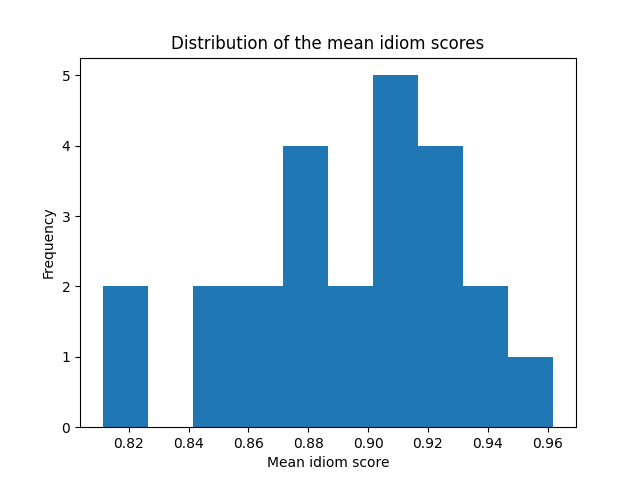 Distribution of the mean idiom scores
5
4
3
2
1
0
Frequency
0.82 0.84 0.86 0.88 0.90 0.92 0.94 0.96
Mean idiom score